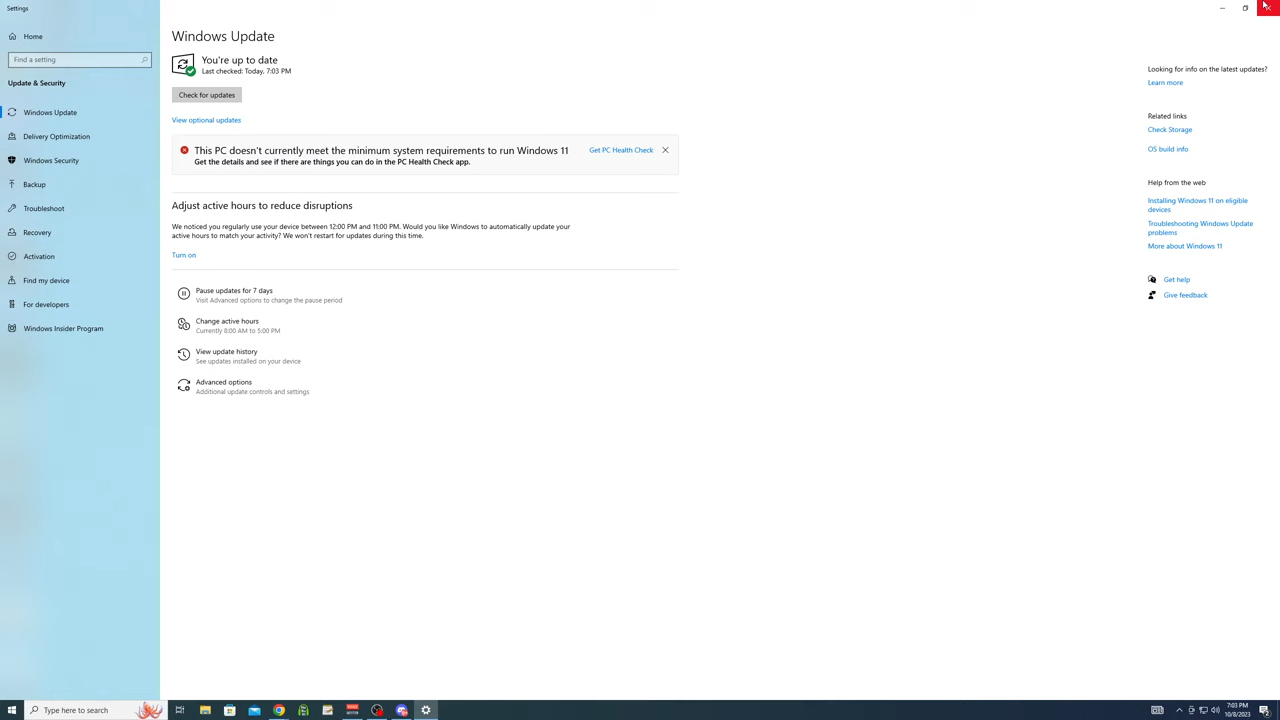 Settings
Home
Find a setting
Update & Security
Windows Update
Delivery Optimization
Windows Security
Backup
Troubleshoot
Recovery
Activation
Find my device
For developers
Windows Insider Program
Windows Update
You're up to date
Last checked: Today, 7:03 PM
Check for updates
View optional updates
This PC doesn't currently meet the minimum system requirements to run Windows 11
Get the details and see if there are things you can do in the PC Health Check app.
Get PC Health Check
Adjust active hours to reduce disruptions
We noticed you regularly use your device between 12:00 PM and 11:00 PM. Would you like Windows to automatically update your
active hours to match your activity? We won't restart for updates during this time.
Turn on
Pause updates for 7 days
Visit Advanced options to change the pause period
Change active hours
Currently 8:00 AM to 5:00 PM
View update history
See updates installed on your device
Advanced options
Additional update controls and settings
Looking for info on the latest updates?
Learn more
Related links
Check Storage
OS build info
Help from the web
Installing Windows 11 on eligible
devices
Troubleshooting Windows Update
problems
More about Windows 11
Get help
Give feedback
Type here to search
7:03 PM
10/8/2023